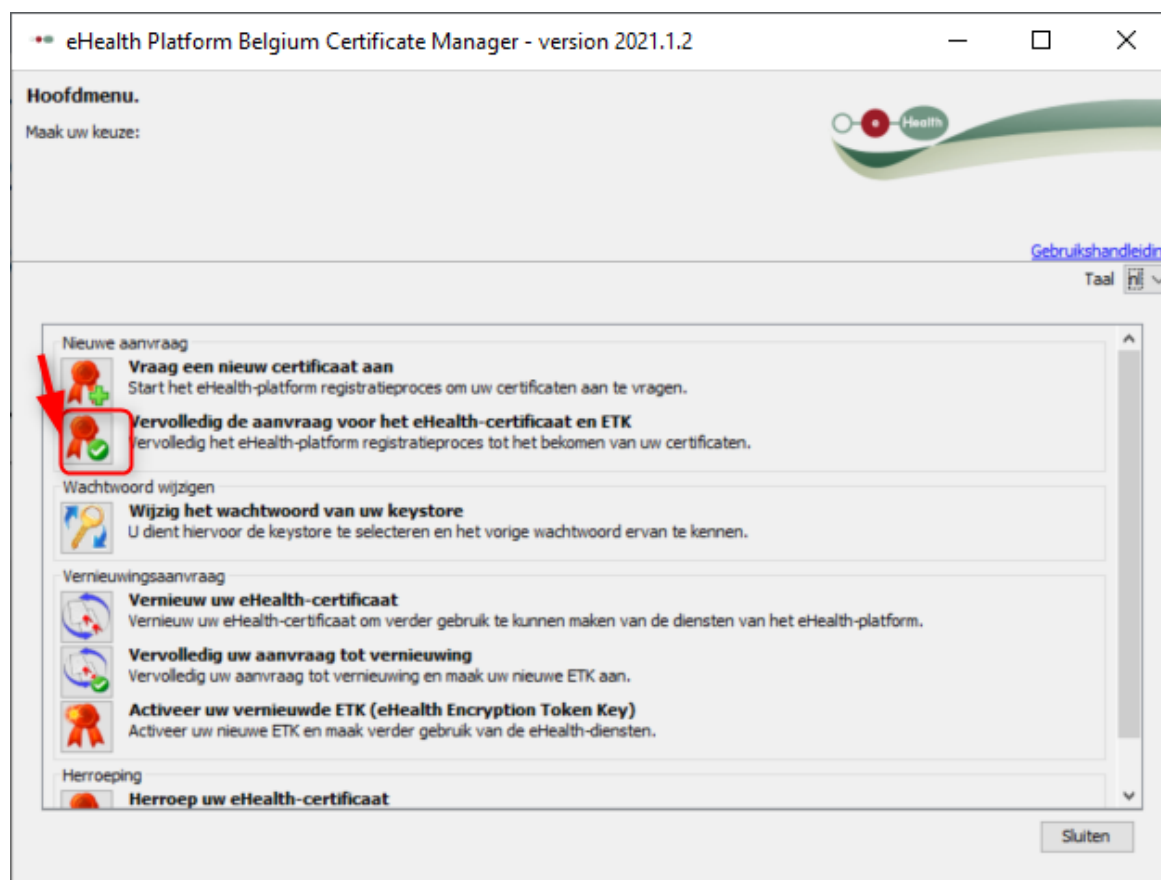 eHealth Platform Belgium Certificate Manager - version 2021.1.2
Hoofdmenu.
Maak uw keuze:
e Health
Gebruikshandleidin
Taal nl
Nieuwe aanvraag
Vraag een nieuw certificaat aan
Start het eHealth-platform registratieproces om uw certificaten aan te vragen.
Vervolledig de aanvraag voor het eHealth-certificaat en ETK
Vervolledig het eHealth-platform registratieproces tot het bekomen van uw certificaten.
Wachtwoord wijzigen
Wijzig het wachtwoord van uw keystore
U dient hiervoor de keystore te selecteren en het vorige wachtwoord ervan te kennen.
Vernieuwingsaanvraag
Vernieuw uw eHealth-certificaat
Vernieuw uw eHealth-certificaat om verder gebruik te kunnen maken van de diensten van het eHealth-platform.
Vervolledig uw aanvraag tot vernieuwing
Vervolledig uw aanvraag tot vernieuwing en maak uw nieuwe ETK aan.
Activeer uw vernieuwde ETK (eHealth Encryption Token Key)
Activeer uw nieuwe ETK en maak verder gebruik van de eHealth-diensten.
Herroeping
Herroep uw eHealth-certificaat
Sluiten